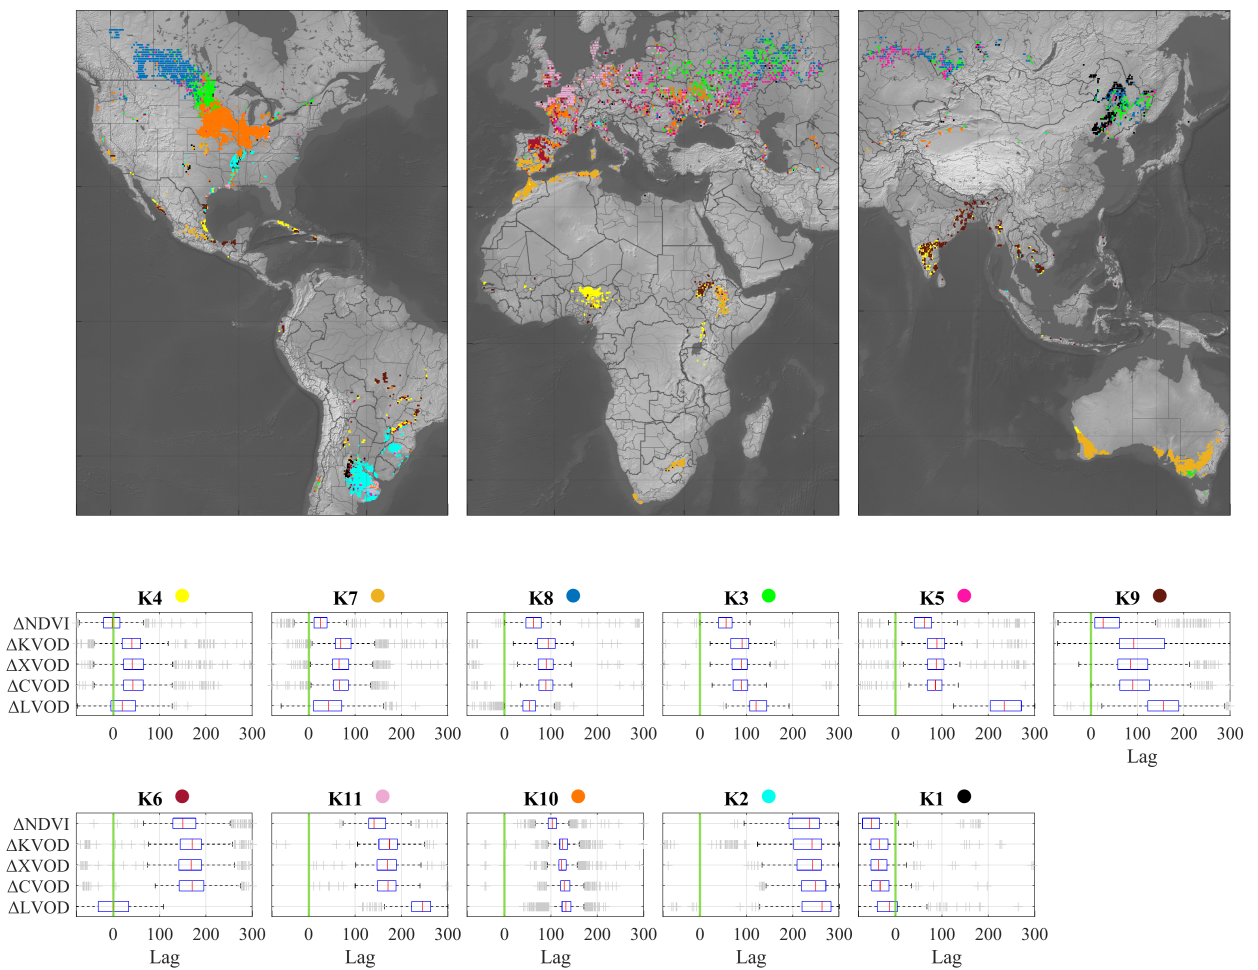 K4 K7 K8 K3 K5 K9
ΔNDVI
ΔKVOD
ΔXVOD
ΔCVOD
ΔLVOD
0 100 200 300 0 100 200 300 0 100 200 300 0 100 200 300 0 100 200 300 0 100 200 300
Lag
K6 K11 K10 K2 K1
ΔNDVI
ΔKVOD
ΔXVOD
ΔCVOD
ΔLVOD
0 100 200 300 0 100 200 300 0 100 200 300 0 100 200 300 0 100 200 300
Lag Lag Lag Lag Lag